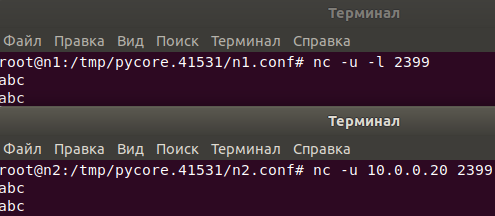 Терминал
Файл Правка Вид Поиск Терминал Справка
root@n1:/tmp/pycore.41531/n1.conf# nc -u -l 2399
abc
abc
Терминал
Файл Правка Вид Поиск Терминал Справка
root@n2:/tmp/pycore.41531/n2.conf# nc -u 10.0.0.20 2399
abc
abc